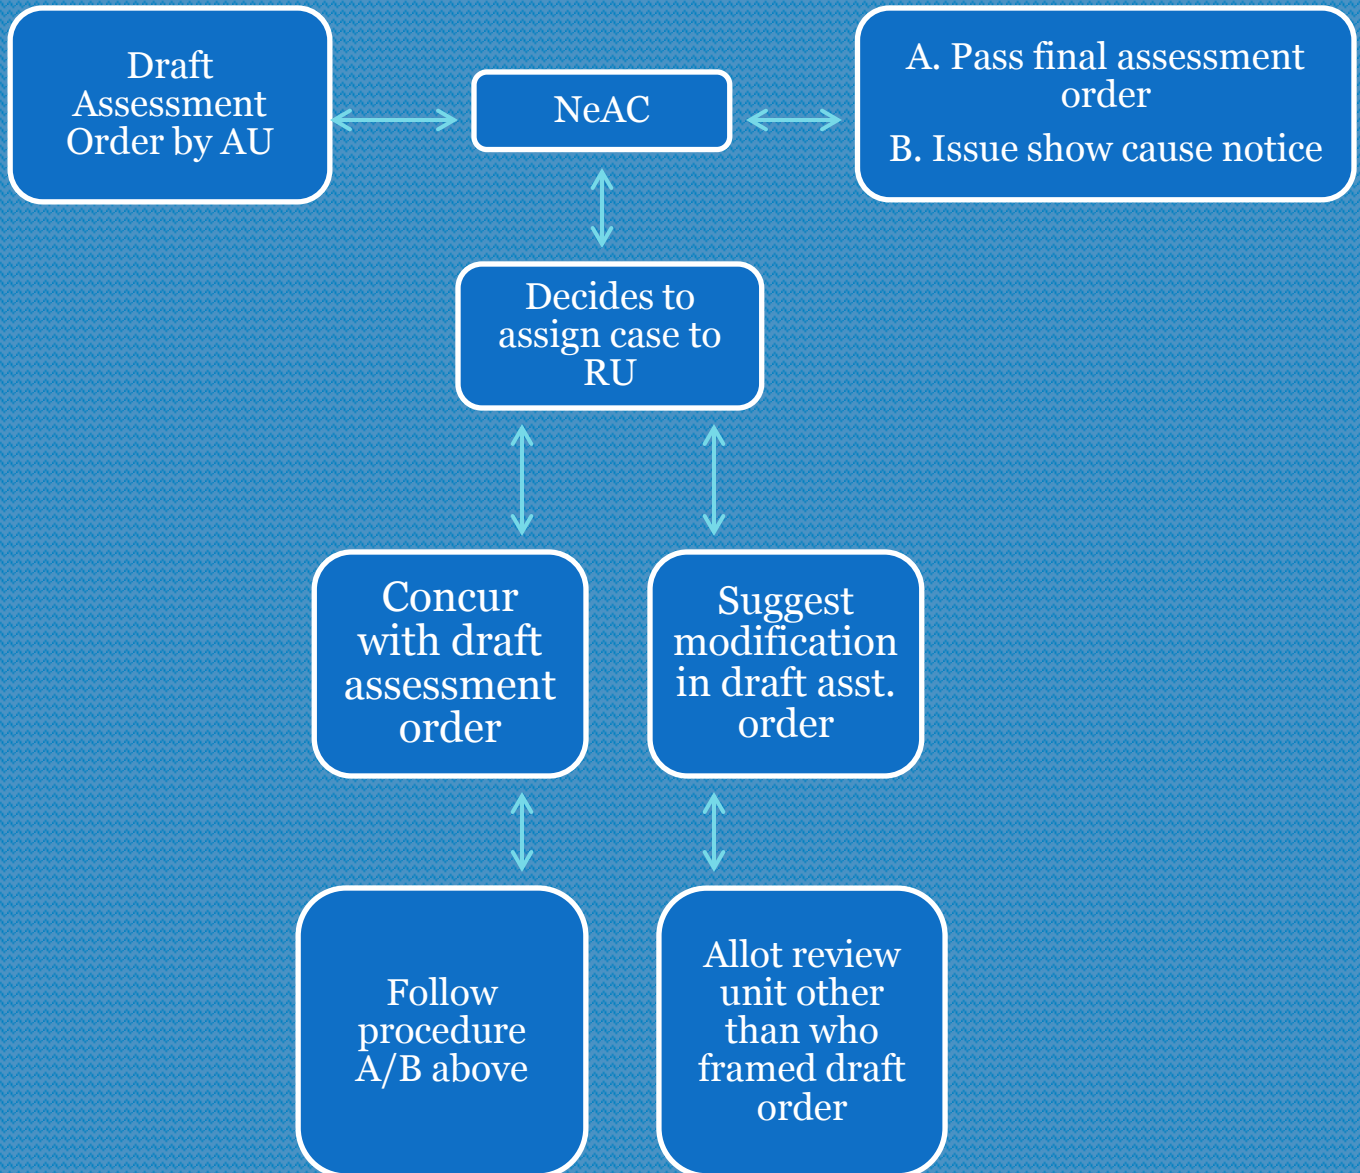 Draft
Assessment
Order by AU
NeAC
A. Pass final assessment
order
B. Issue show cause notice
Decides to
assign case to
RU
Concur
with draft
assessment
order
Suggest
modification
in draft asst.
order
Follow
procedure
A/B above
Allot review
unit other
than who
framed draft
order